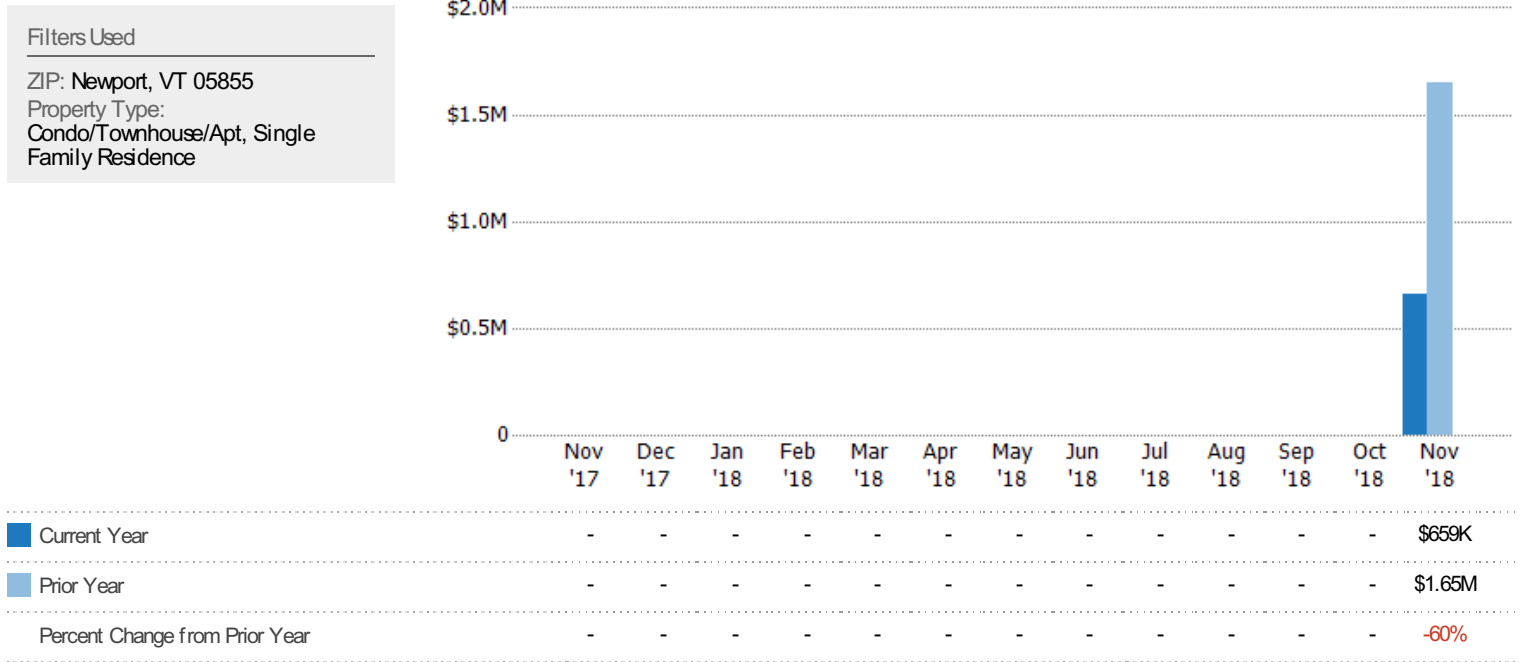 Filters Used
ZIP: Newport, VT 05855
Property Type:
Condo/Townhouse/Apt, Single
Family Residence
$2.0M
$1.5M
$1.0M
$0.5M
0
Nov Dec Jan Feb Mar Apr May Jun Jul Aug Sep Oct Nov
'17 '17 '18 '18 '18 '18 '18 '18 '18 '18 '18 '18 '18
Current Year - - - - - - - - - - - - $659K
Prior Year - - - - - - - - - - - - $1.65M
Percent Change from Prior Year - - - - - - - - - - - - -60%